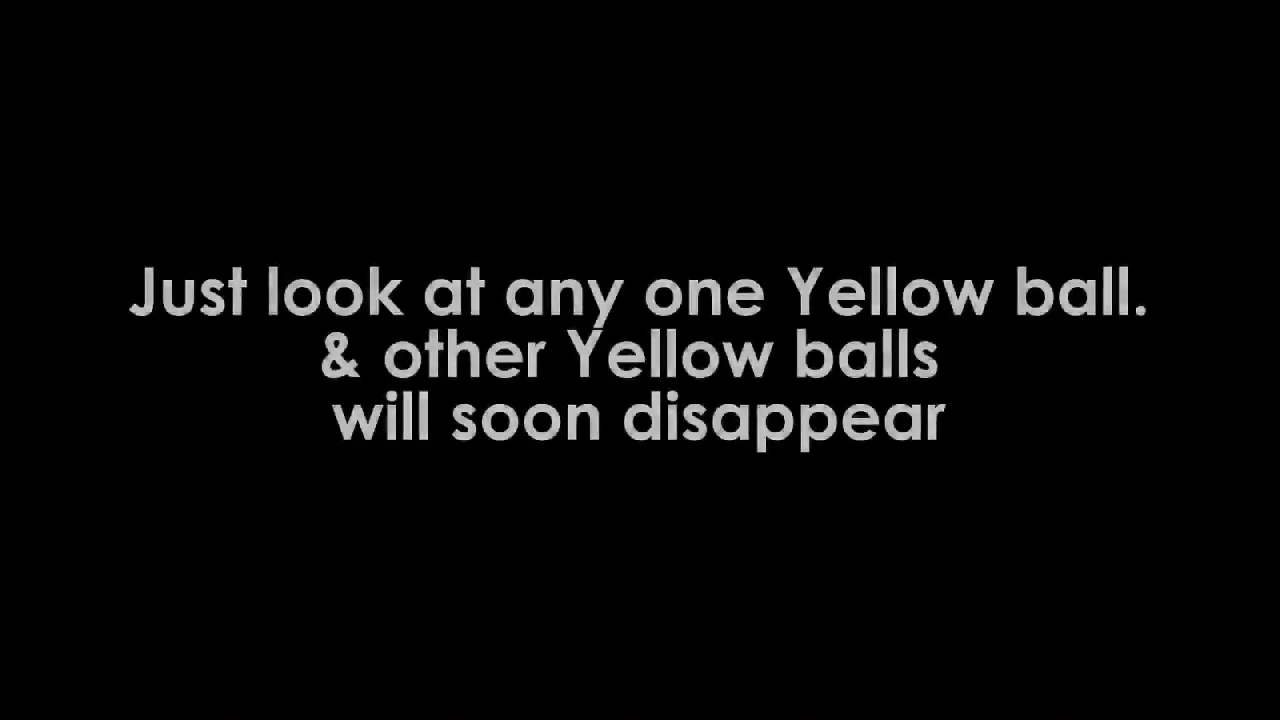 Just look at any one Yellow ball.
& other Yellow balls
will soon disappear